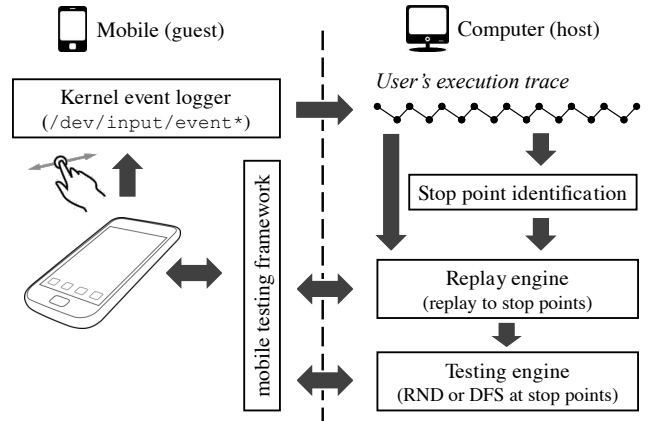 Mobile (guest)
Computer (host)
Kernel event logger
(/dev/input/event*)
User's execution trace
Stop point identification
mobile testing framework
Replay engine
(replay to stop points)
Testing engine
(RND or DFS at stop points)